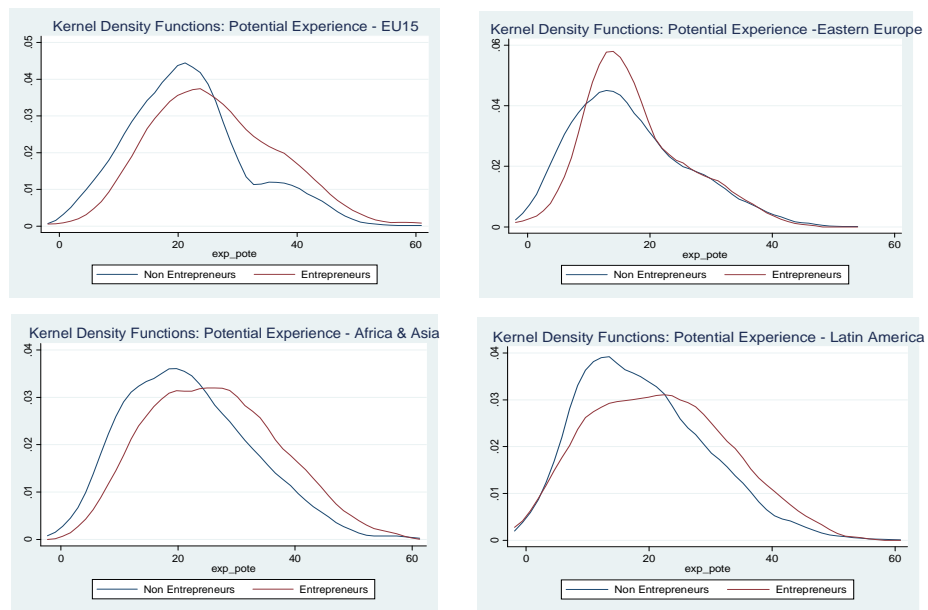 Kernel Density Functions: Potential Experience - EU15
.05
.04
.03
.02
.01
0
0 20 40 60
exp_pote
Non Entrepreneurs Entrepreneurs
Kernel Density Functions: Potential Experience -Eastern Europe
.06
.04
.02
0
0 20 40 60
exp_pote
Non Entrepreneurs Entrepreneurs
Kernel Density Functions: Potential Experience - Africa & Asia
.04
.03
.02
.01
0
0 20 40 60
exp_pote
Non Entrepreneurs Entrepreneurs
Kernel Density Functions: Potential Experience - Latin America
.04
.03
.02
.01
0
0 20 40 60
exp_pote
Non Entrepreneurs Entrepreneurs